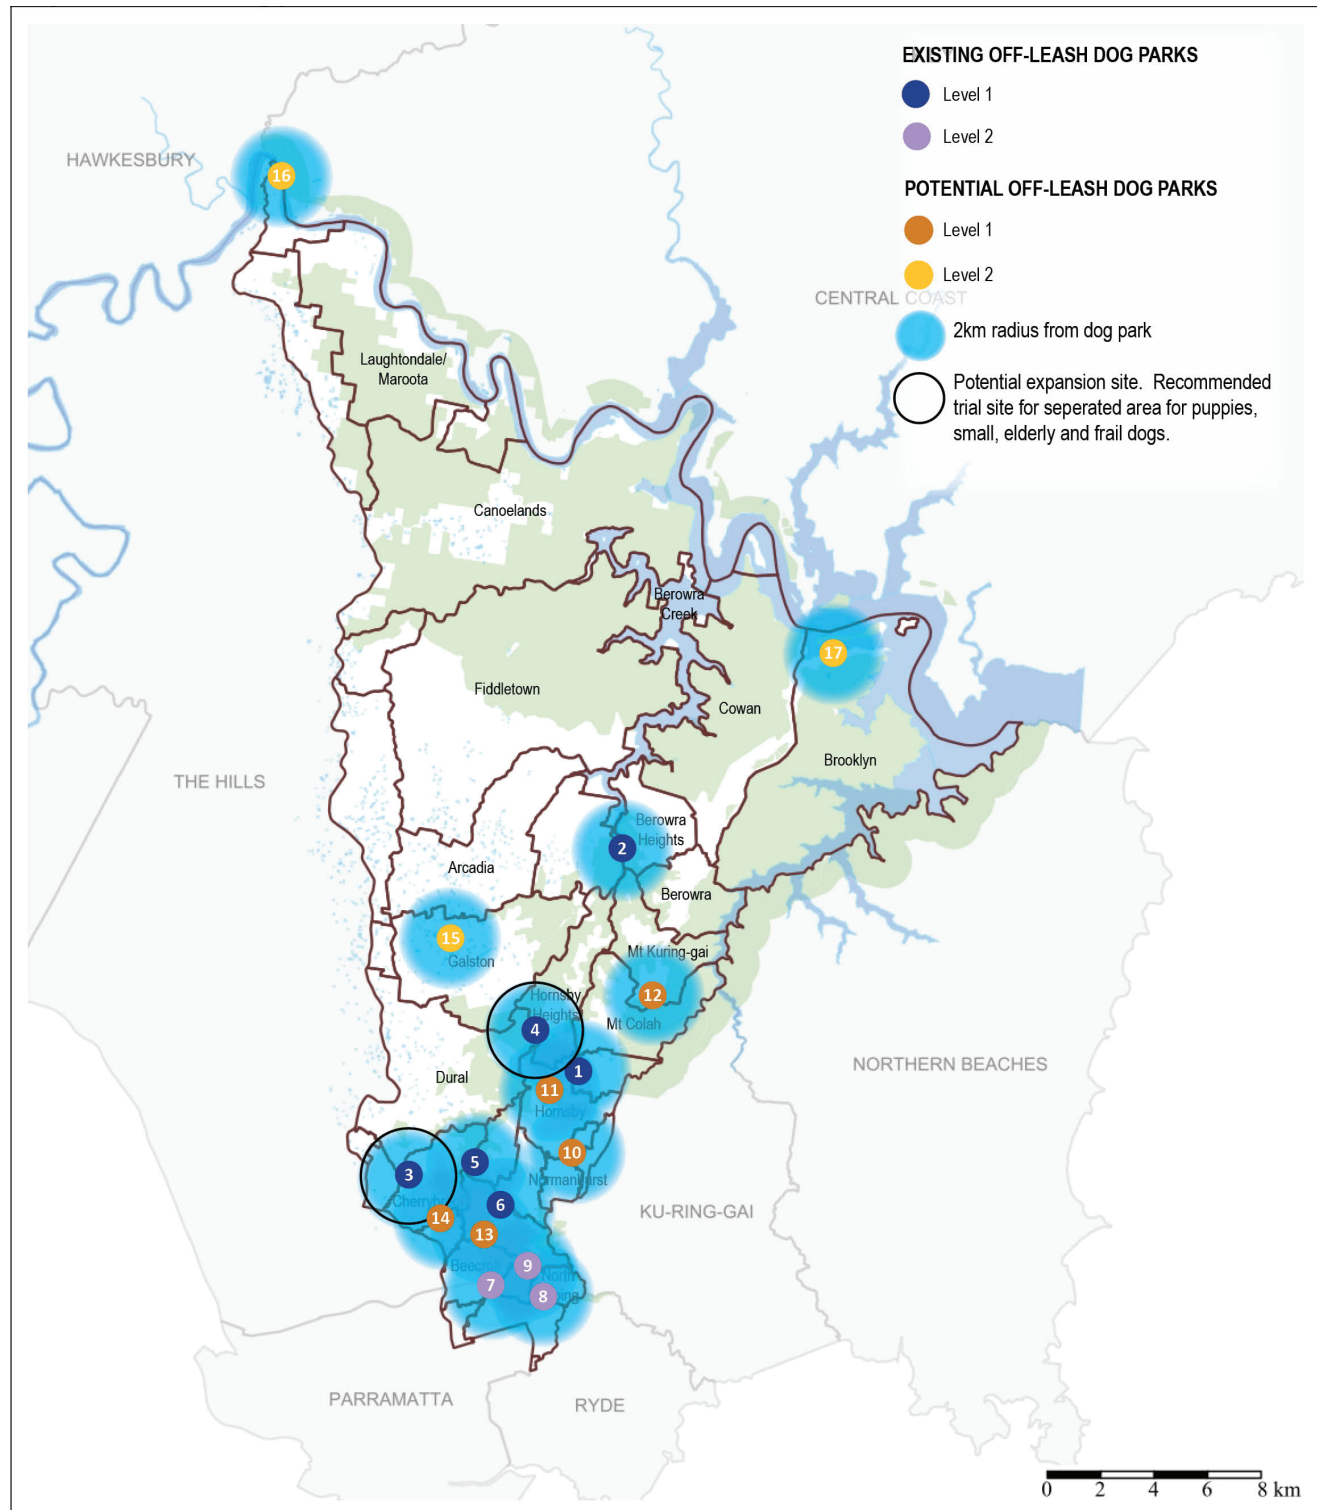 EXISTING OFF-LEASH DOG PARKS
Level 1
Level 2
POTENTIAL OFF-LEASH DOG PARKS
Level 1
Level 2
2km radius from dog park
Potential expansion site. Recommended
trial site for seperated area for puppies,
small, elderly and frail dogs.
HAWKESBURY
16
CENTRAL COAST
Laughtondale/
Maroota
Canoelands
Berowra
Creek
17
Fiddletown
Cowan
Brooklyn
THE HILLS
Berowra
Heights
2
Arcadia
Berowra
15
Galston
Mt Kuring-gai
12
Hornsby
Heights
4
Mt Colah
1
NORTHERN BEACHES
Dural
11
Hornsby
10
Normanhurst
5
3
Cherryb
6
14
13
KU-RING-GAI
Beecroft
9
North
7
8
ping
PARRAMATTA
RYDE
0 2 4 6 8 km